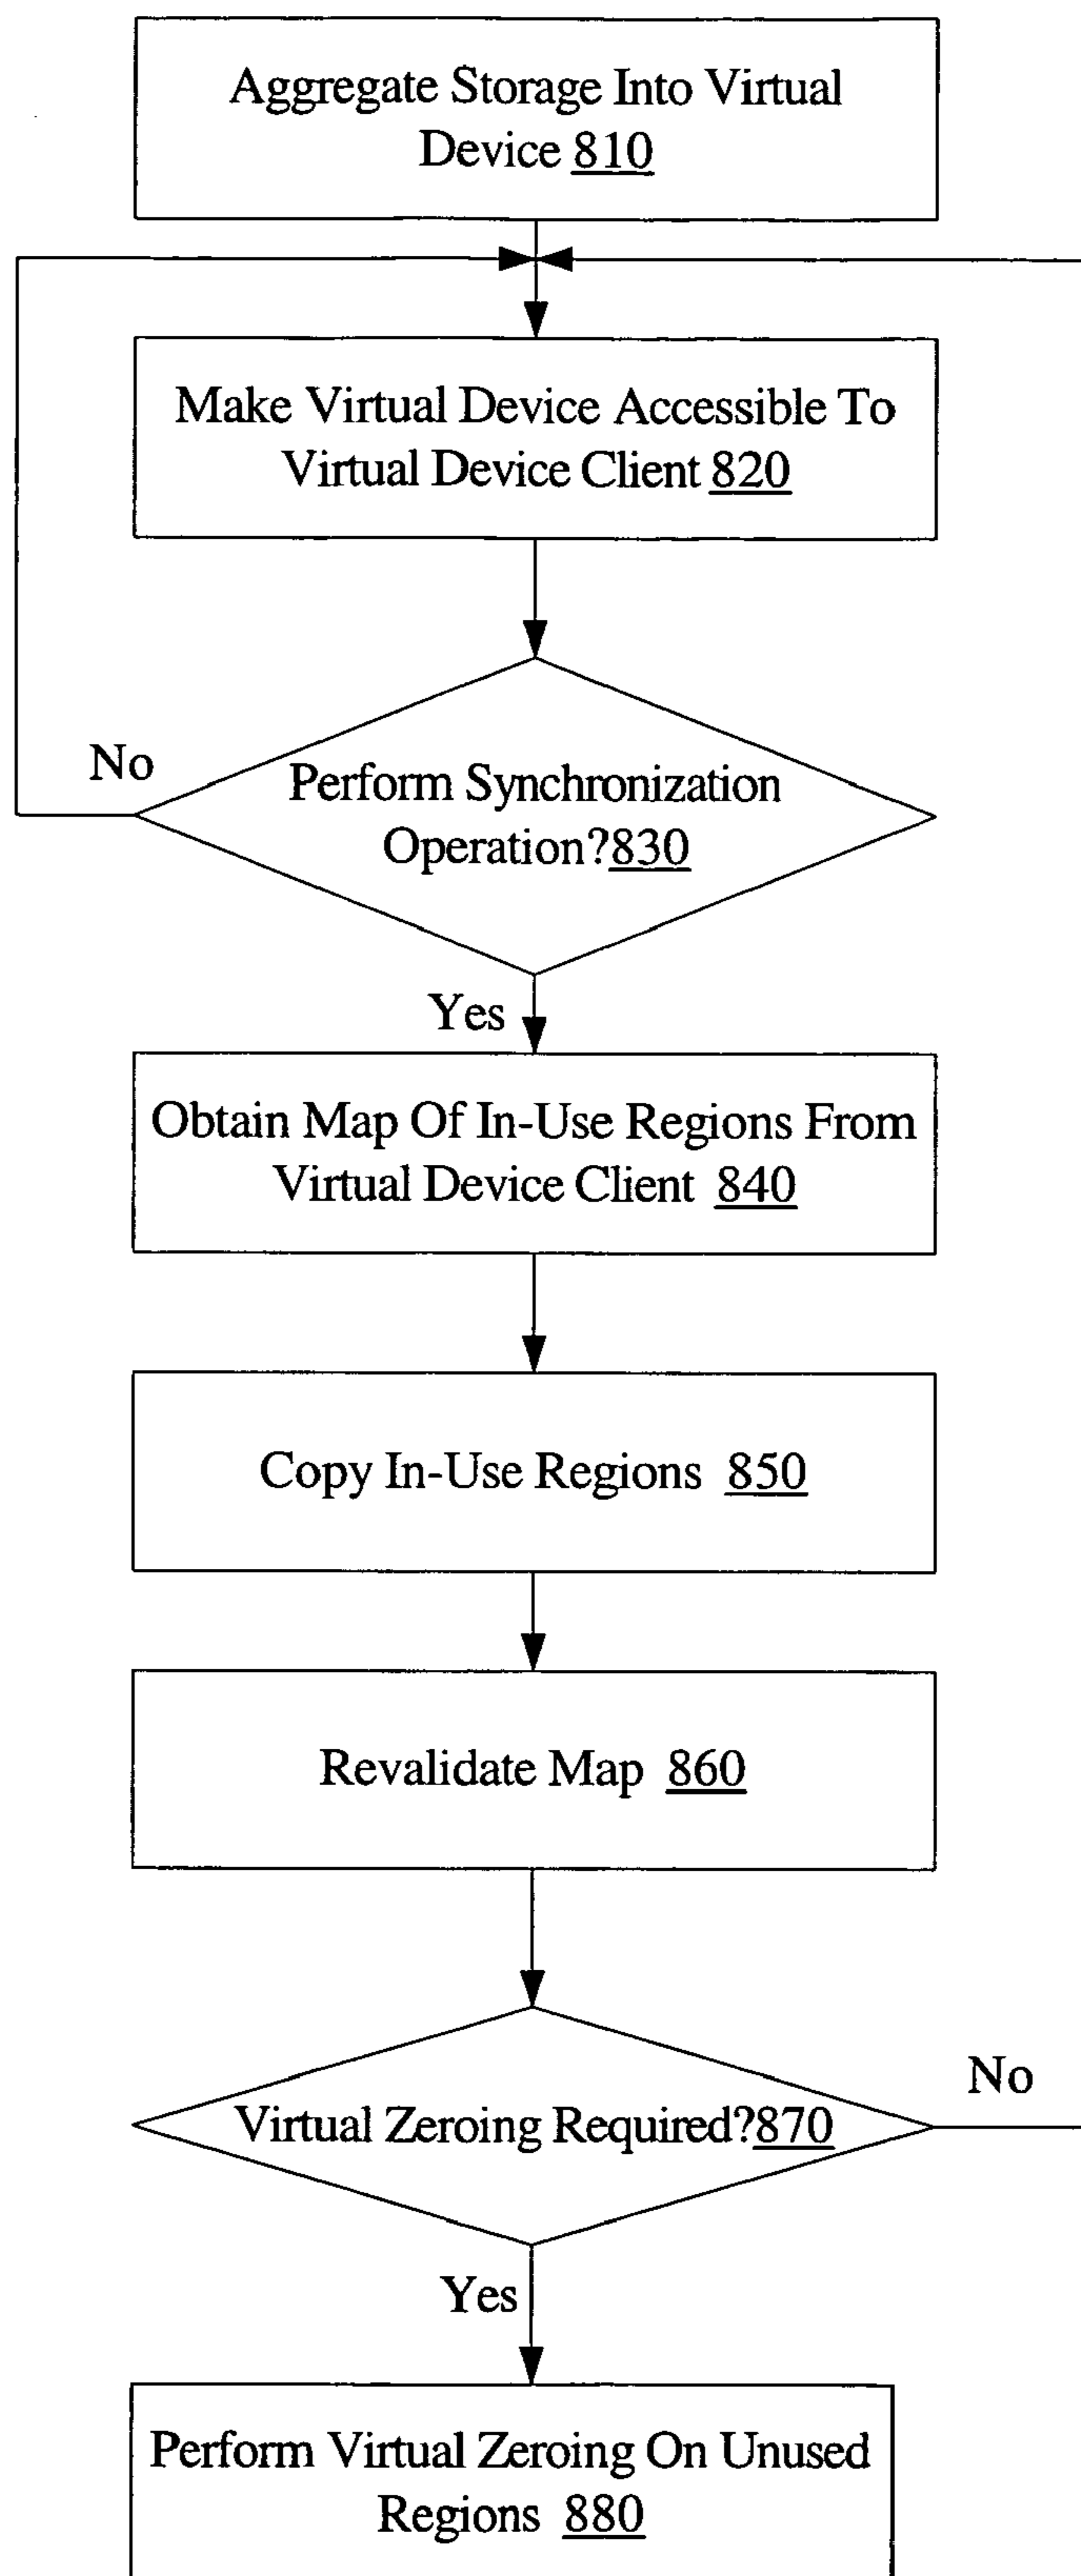 Aggregate Storage Into Virtual
Device 810
Make Virtual Device Accessible To
Virtual Device Client 820
No
Perform Synchronization
Operation?830
Yes
Obtain Map Of In-Use Regions From
Virtual Device Client 840
Copy In-Use Regions 850
Revalidate Map 860
No
Virtual Zeroing Required?870
Yes
Perform Virtual Zeroing On Unused
Regions 880